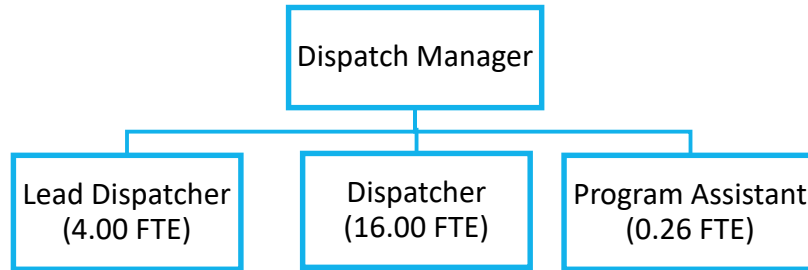 Dispatch Manager
Lead Dispatcher
(4.00 FTE)
Dispatcher
(16.00 FTE)
Program Assistant
(0.26 FTE)